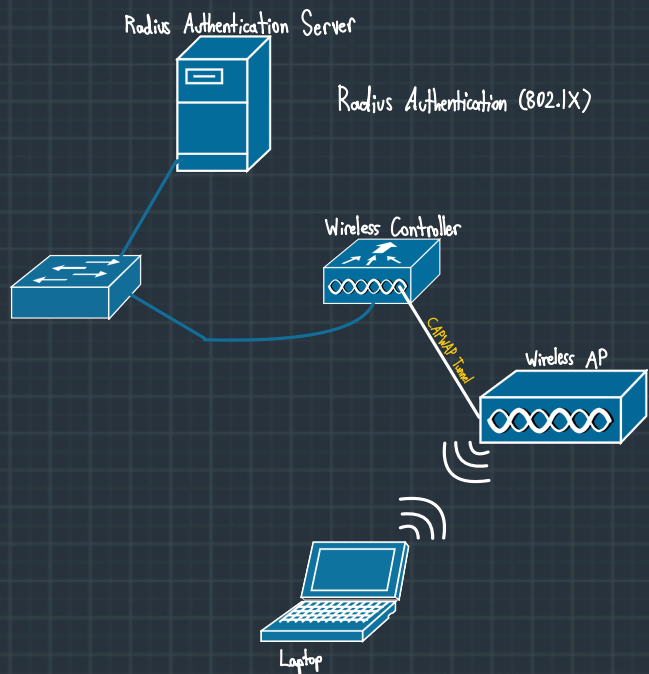 Radius Authentication Server
Radius Authentication (802.1X)
Wireless Controller
CAPWAP Tunnel
Wireless AP
Laptop